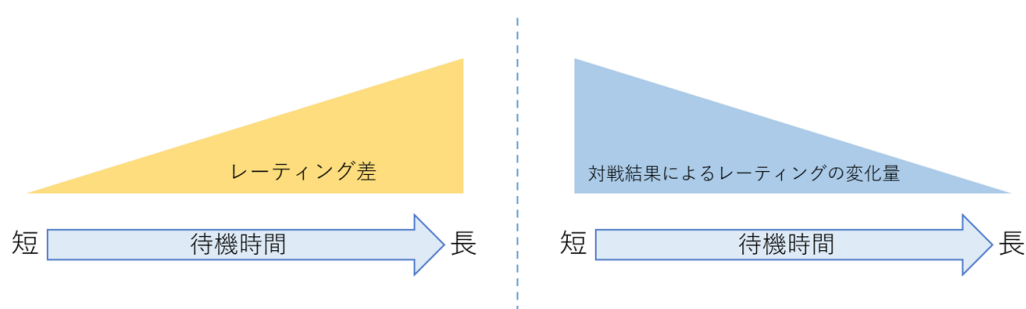 レーティング差
短
待機時間
長
対戦結果によるレーティングの変化量
短
待機時間
長